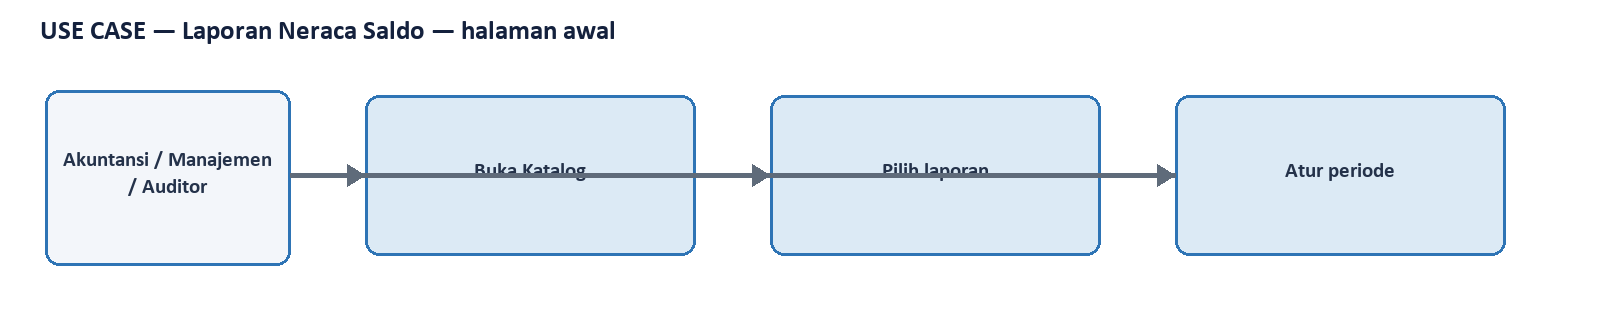 USE CASE — Laporan Neraca Saldo — halaman awal
Akuntansi / Manajemen
/ Auditor
Buka Katalog
Pilih laporan
Atur periode